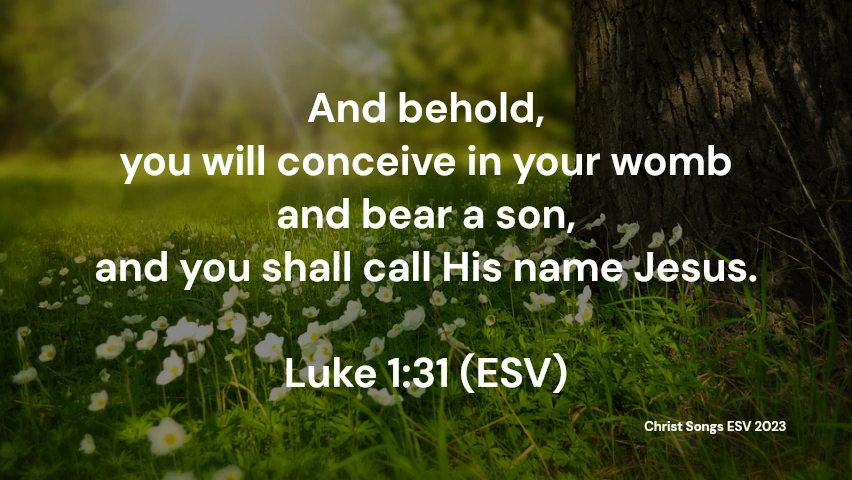 And behold,
you will conceive in your womb
and bear a son,
and you shall call His name Jesus.
Luke 1:31 (ESV)
Christ Songs ESV 2023